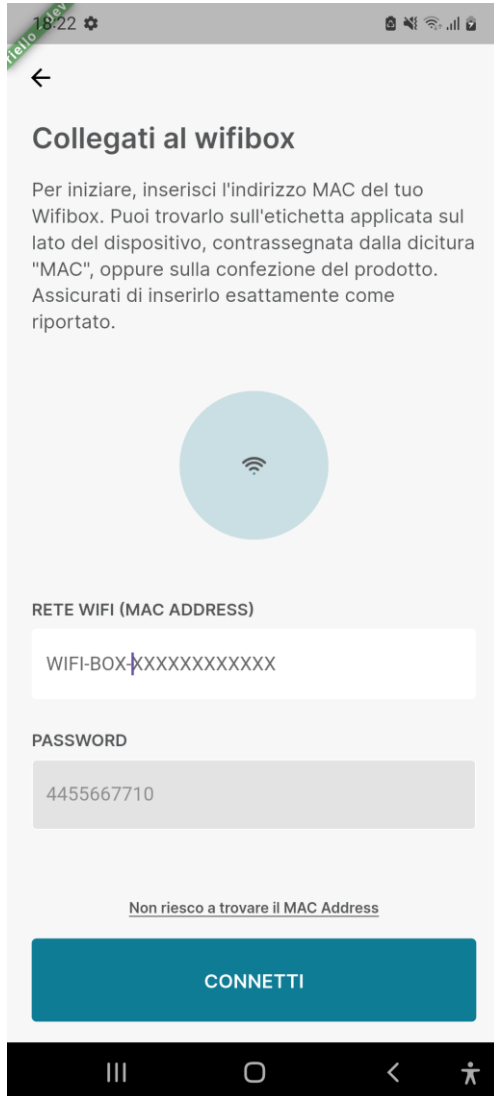 18:22
riello dev
Collegati al wifibox
Per iniziare, inserisci l'indirizzo MAC del tuo
Wifibox. Puoi trovarlo sull'etichetta applicata sul
lato del dispositivo, contrassegnata dalla dicitura
"MAC", oppure sulla confezione del prodotto.
Assicurati di inserirlo esattamente come
riportato.
RETE WIFI (MAC ADDRESS)
WIFI-BOX-XXXXXXXXXXXX
PASSWORD
4455667710
Non riesco a trovare il MAC Address
CONNETTI